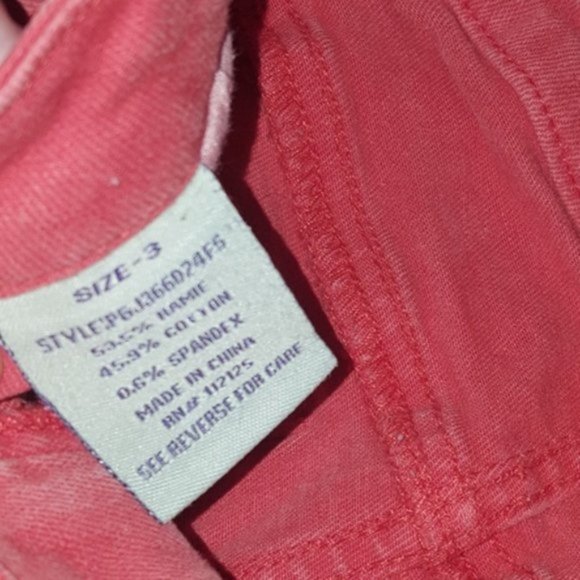 SIZE-3
STYLE:PGJ366D24FS
53.5% RAMIE
45.9% COTTON
0.6% SPANDEX
MADE IN CHINA
RN# 112125
SEE REVERSE FOR CARE